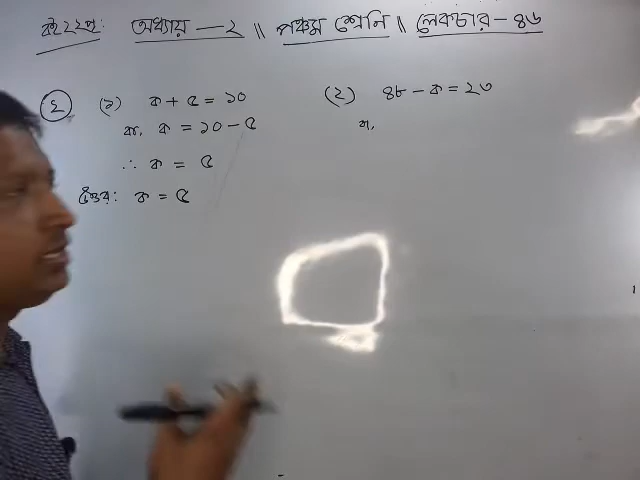 অধ্যায় — ২ || পঞ্চম শ্রেনি || লেকচার - ৪৬
২
(১) ক + ৫ = ১০
বা, ক = ১০ - ৫
∴ ক = ৫
উত্তর: ক = ৫
(২) ৪৮ - ক = ২৩
বা,